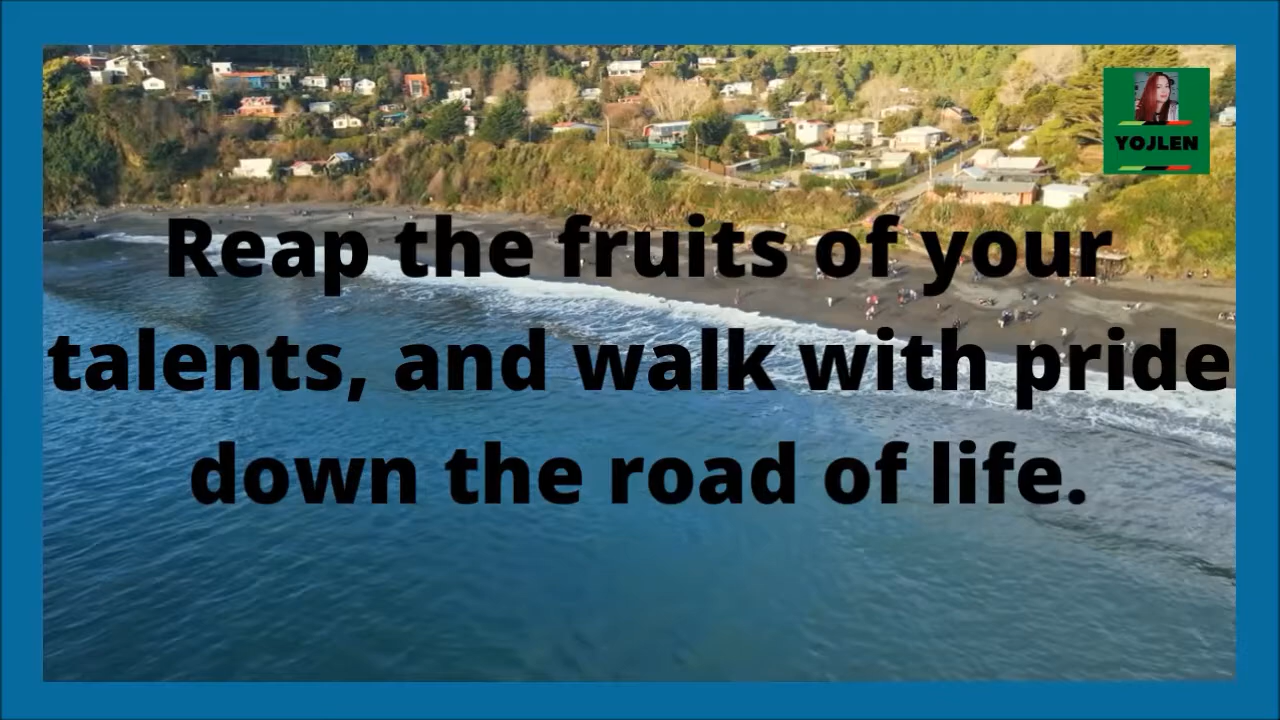 YOJLEN
Reap the fruits of your
talents, and walk with pride
down the road of life.